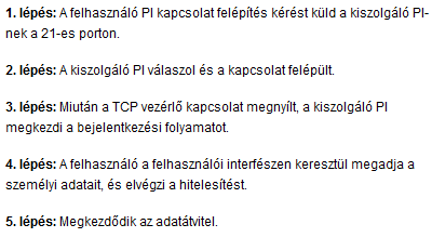 1. lépés: A felhasználó PI kapcsolat felépítés kérést küld a kiszolgáló PI-
nek a 21-es porton.
2. lépés: A kiszolgáló PI válaszol és a kapcsolat felépült.
3. lépés: Miután a TCP vezérlő kapcsolat megnyílt, a kiszolgáló PI
megkezdi a bejelentkezési folyamatot.
4. lépés: A felhasználó a felhasználói interfészen keresztül megadja a
személyi adatait, és elvégzi a hitelesítést.
5. lépés: Megkezdődik az adatátvitel.